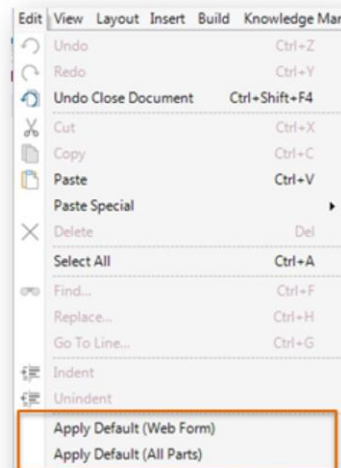 Edit View Layout Insert Build Knowledge Mar
Undo Ctrl+Z
Redo Ctrl+Y
Undo Close Document Ctrl+Shift+F4
Cut Ctrl+X
Copy Ctrl+C
Paste Ctrl+V
Paste Special
Delete Del
Select All Ctrl+A
Find... Ctrl+F
Replace... Ctrl+H
Go To Line... Ctrl+G
Indent
Unindent
Apply Default (Web Form)
Apply Default (All Parts)